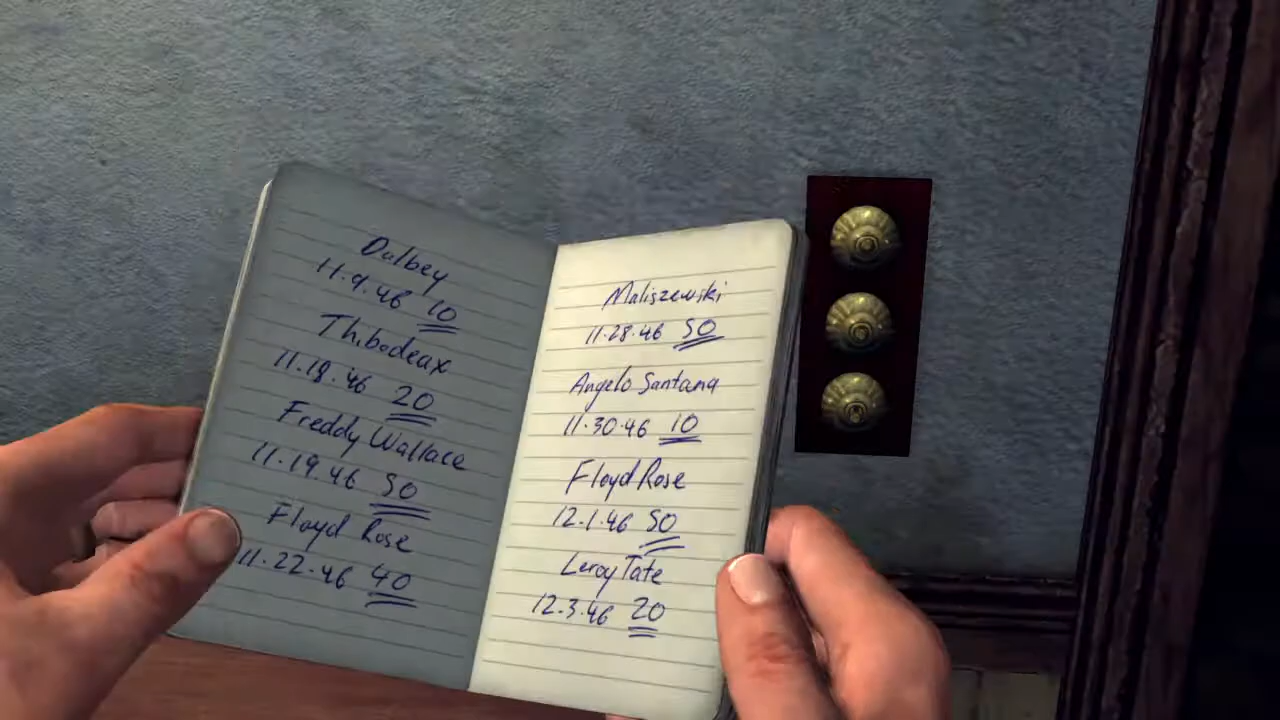 Dalbey
11.9.46 10
Thibodeax
11.18.46 20
Freddy Wallace
11.19.46 50
Floyd Rose
11.22.46 40
Maliszewski
11.28.46 50
Angelo Santana
11.30.46 10
Floyd Rose
12.1.46 50
Leroy Tate
12.3.46 20